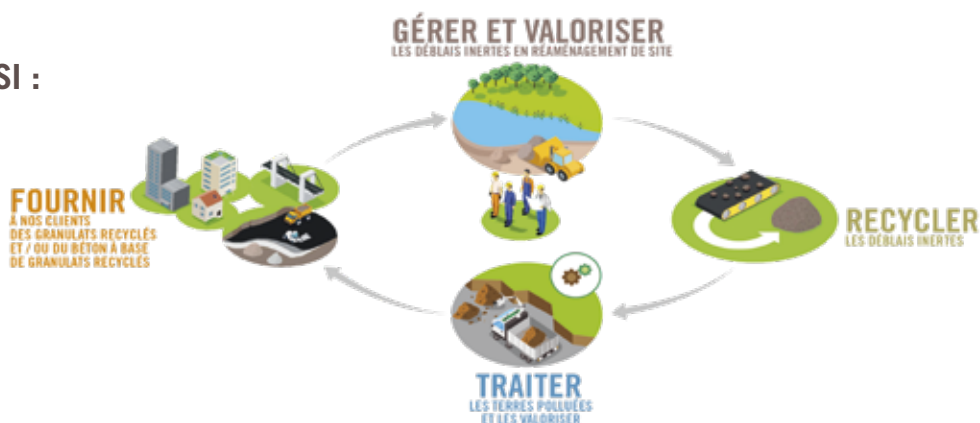 GÉRER ET VALORISER
LES DÉBLAIS INERTES EN RÉAMÉNAGEMENT DE SITE
SI :
FOURNIR
À NOS CLIENTS
DES GRANULATS RECYCLÉS
ET / OU DU BÉTON À BASE
DE GRANULATS RECYCLÉS
RECYCLER
LES DÉBLAIS INERTES
TRAITER
LES TERRES POLLUÉES
ET LES VALORISER